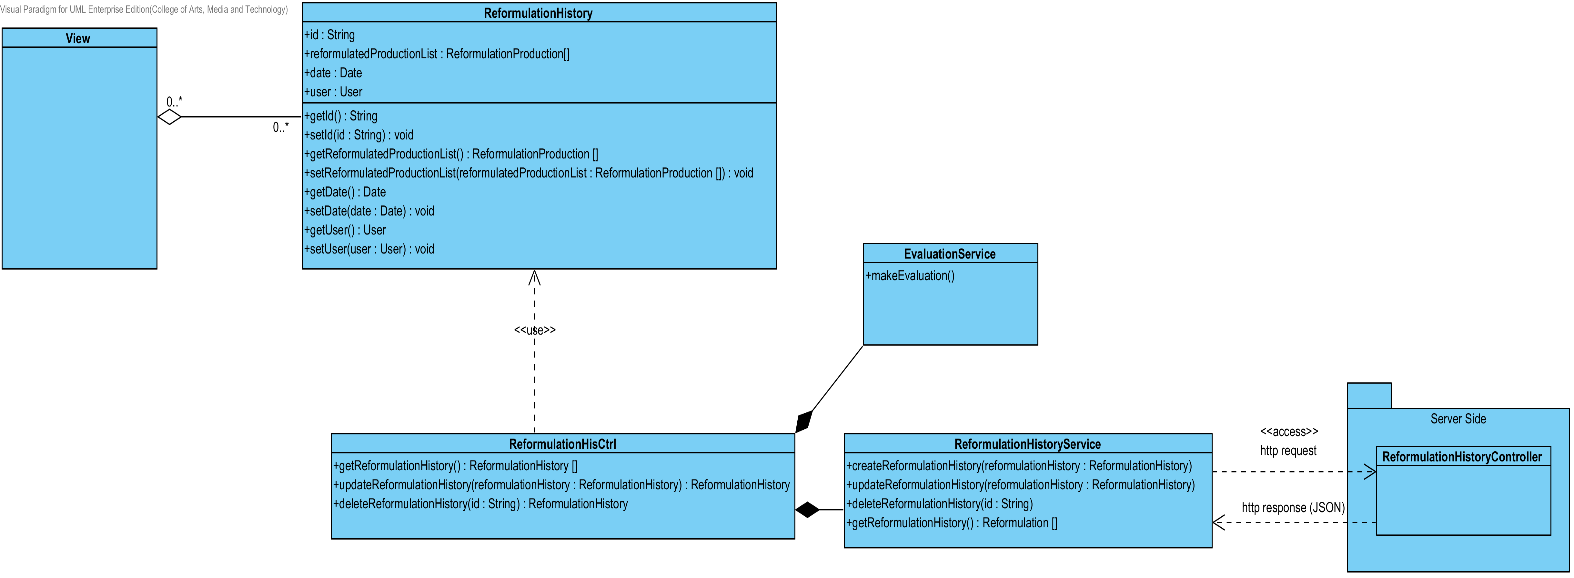 Visual Paradigm for UML Enterprise Edition(College of Arts, Media and Technology)
View
0..*
0..*
ReformulationHistory
+id : String
+reformulatedProductionList : ReformulationProduction[]
+date : Date
+user : User
+getId() : String
+setId(id : String) : void
+getReformulatedProductionList() : ReformulationProduction []
+setReformulatedProductionList(reformulatedProductionList : ReformulationProduction []) : void
+getDate() : Date
+setDate(date : Date) : void
+getUser() : User
+setUser(user : User) : void
<<use>>
EvaluationService
+makeEvaluation()
ReformulationHisCtrl
+getReformulationHistory() : ReformulationHistory []
+updateReformulationHistory(reformulationHistory : ReformulationHistory) : ReformulationHistory
+deleteReformulationHistory(id : String) : ReformulationHistory
ReformulationHistoryService
+createReformulationHistory(reformulationHistory : ReformulationHistory)
+updateReformulationHistory(reformulationHistory : ReformulationHistory)
+deleteReformulationHistory(id : String)
+getReformulationHistory() : Reformulation []
<<access>>
http request
http response (JSON)
Server Side
ReformulationHistoryController